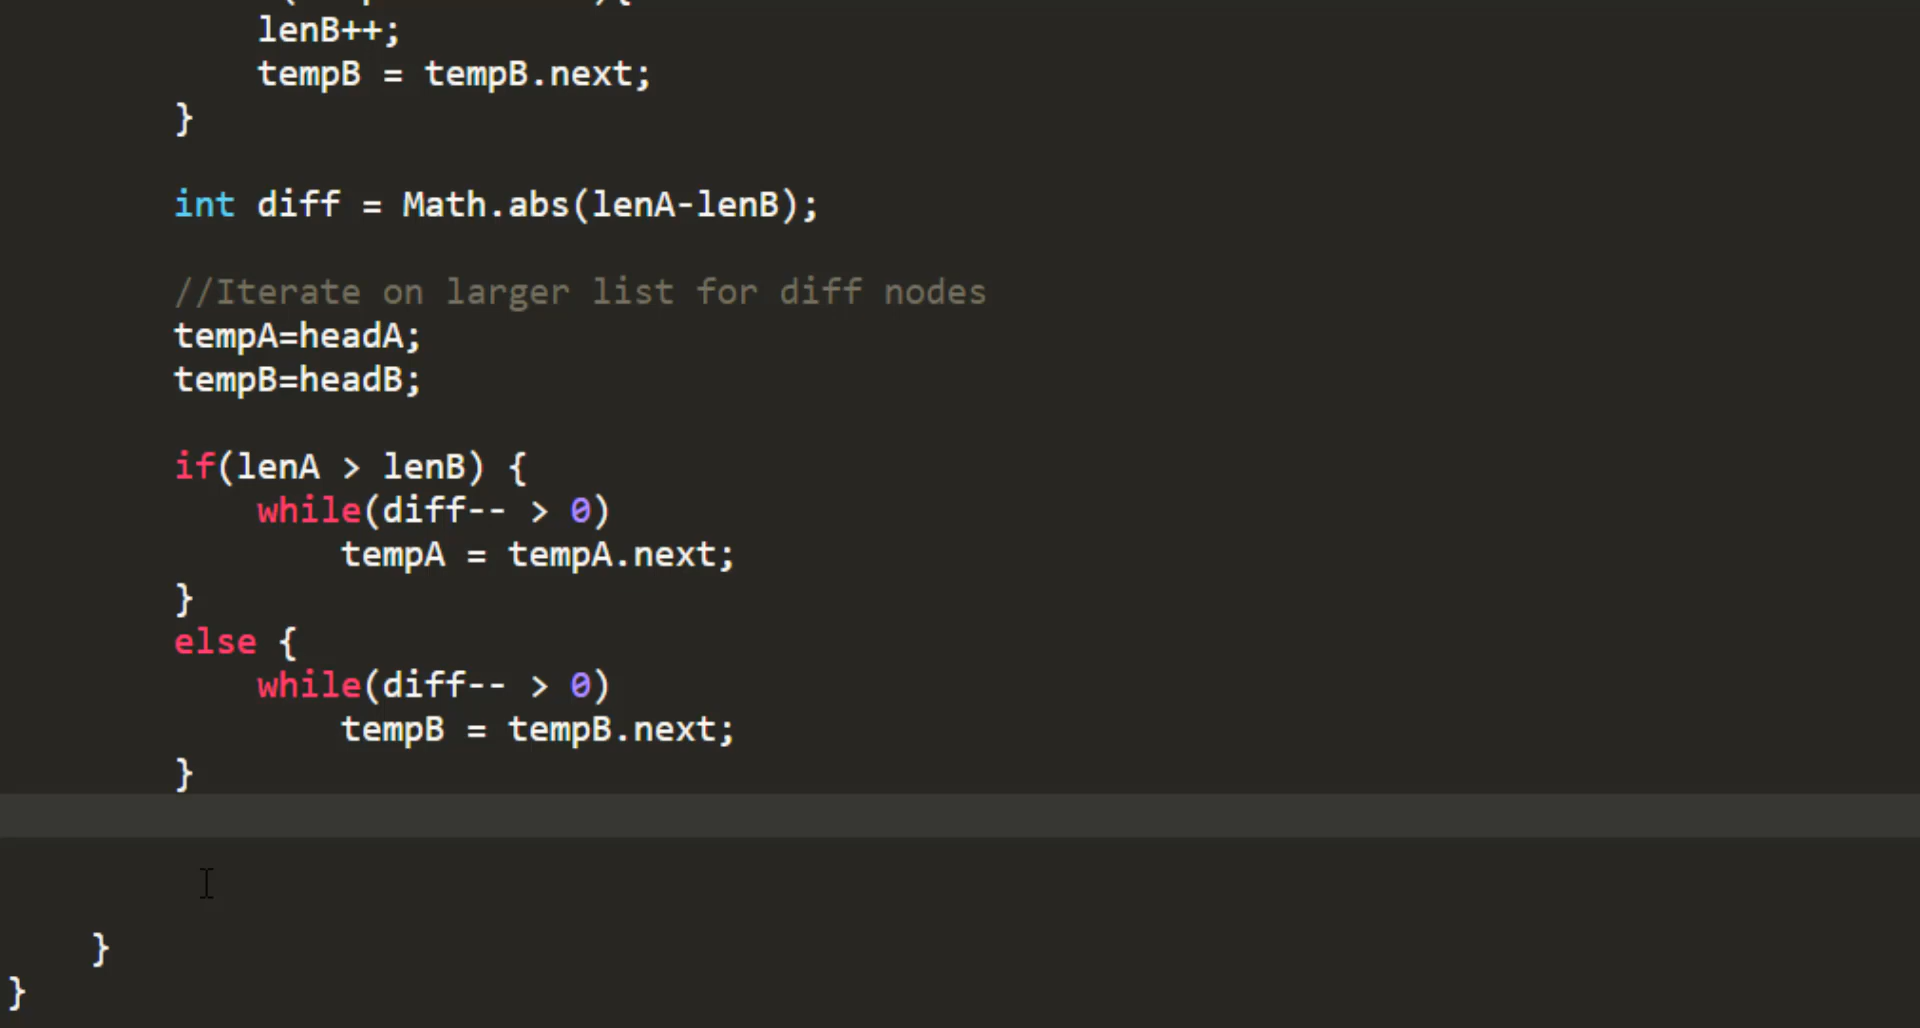 lenB++;
tempB = tempB.next;
}
int diff = Math.abs(lenA-lenB);
//Iterate on larger list for diff nodes
tempA=headA;
tempB=headB;
if(lenA > lenB) {
while(diff-- > 0)
tempA = tempA.next;
}
else {
while(diff-- > 0)
tempB = tempB.next;
}
}
}